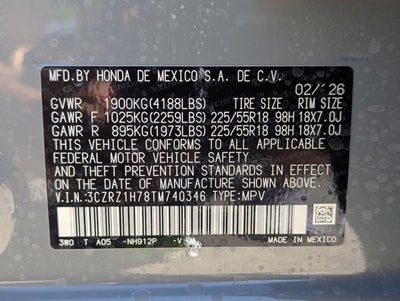 MFD.BY HONDA DE MEXICO S.A. DE C.V.
02/'26
GVWR 1900KG(4188LBS) TIRE SIZE RIM SIZE
GAWR F 1025KG(2259LBS) 225/55R18 98H 18X7.0J
GAWR R 895KG(1973LBS) 225/55R18 98H 18X7.0J
THIS VEHICLE CONFORMS TO ALL APPLICABLE
FEDERAL MOTOR VEHICLE SAFETY AND THEFT
PREVENTION STANDARDS IN EFFECT ON THE
DATE OF MANUFACTURE SHOWN ABOVE.
V.I.N:3CZRZ1H78TM740346 TYPE:MPV
3W0 T A05 -NH912P -V
MADE IN MEXICO